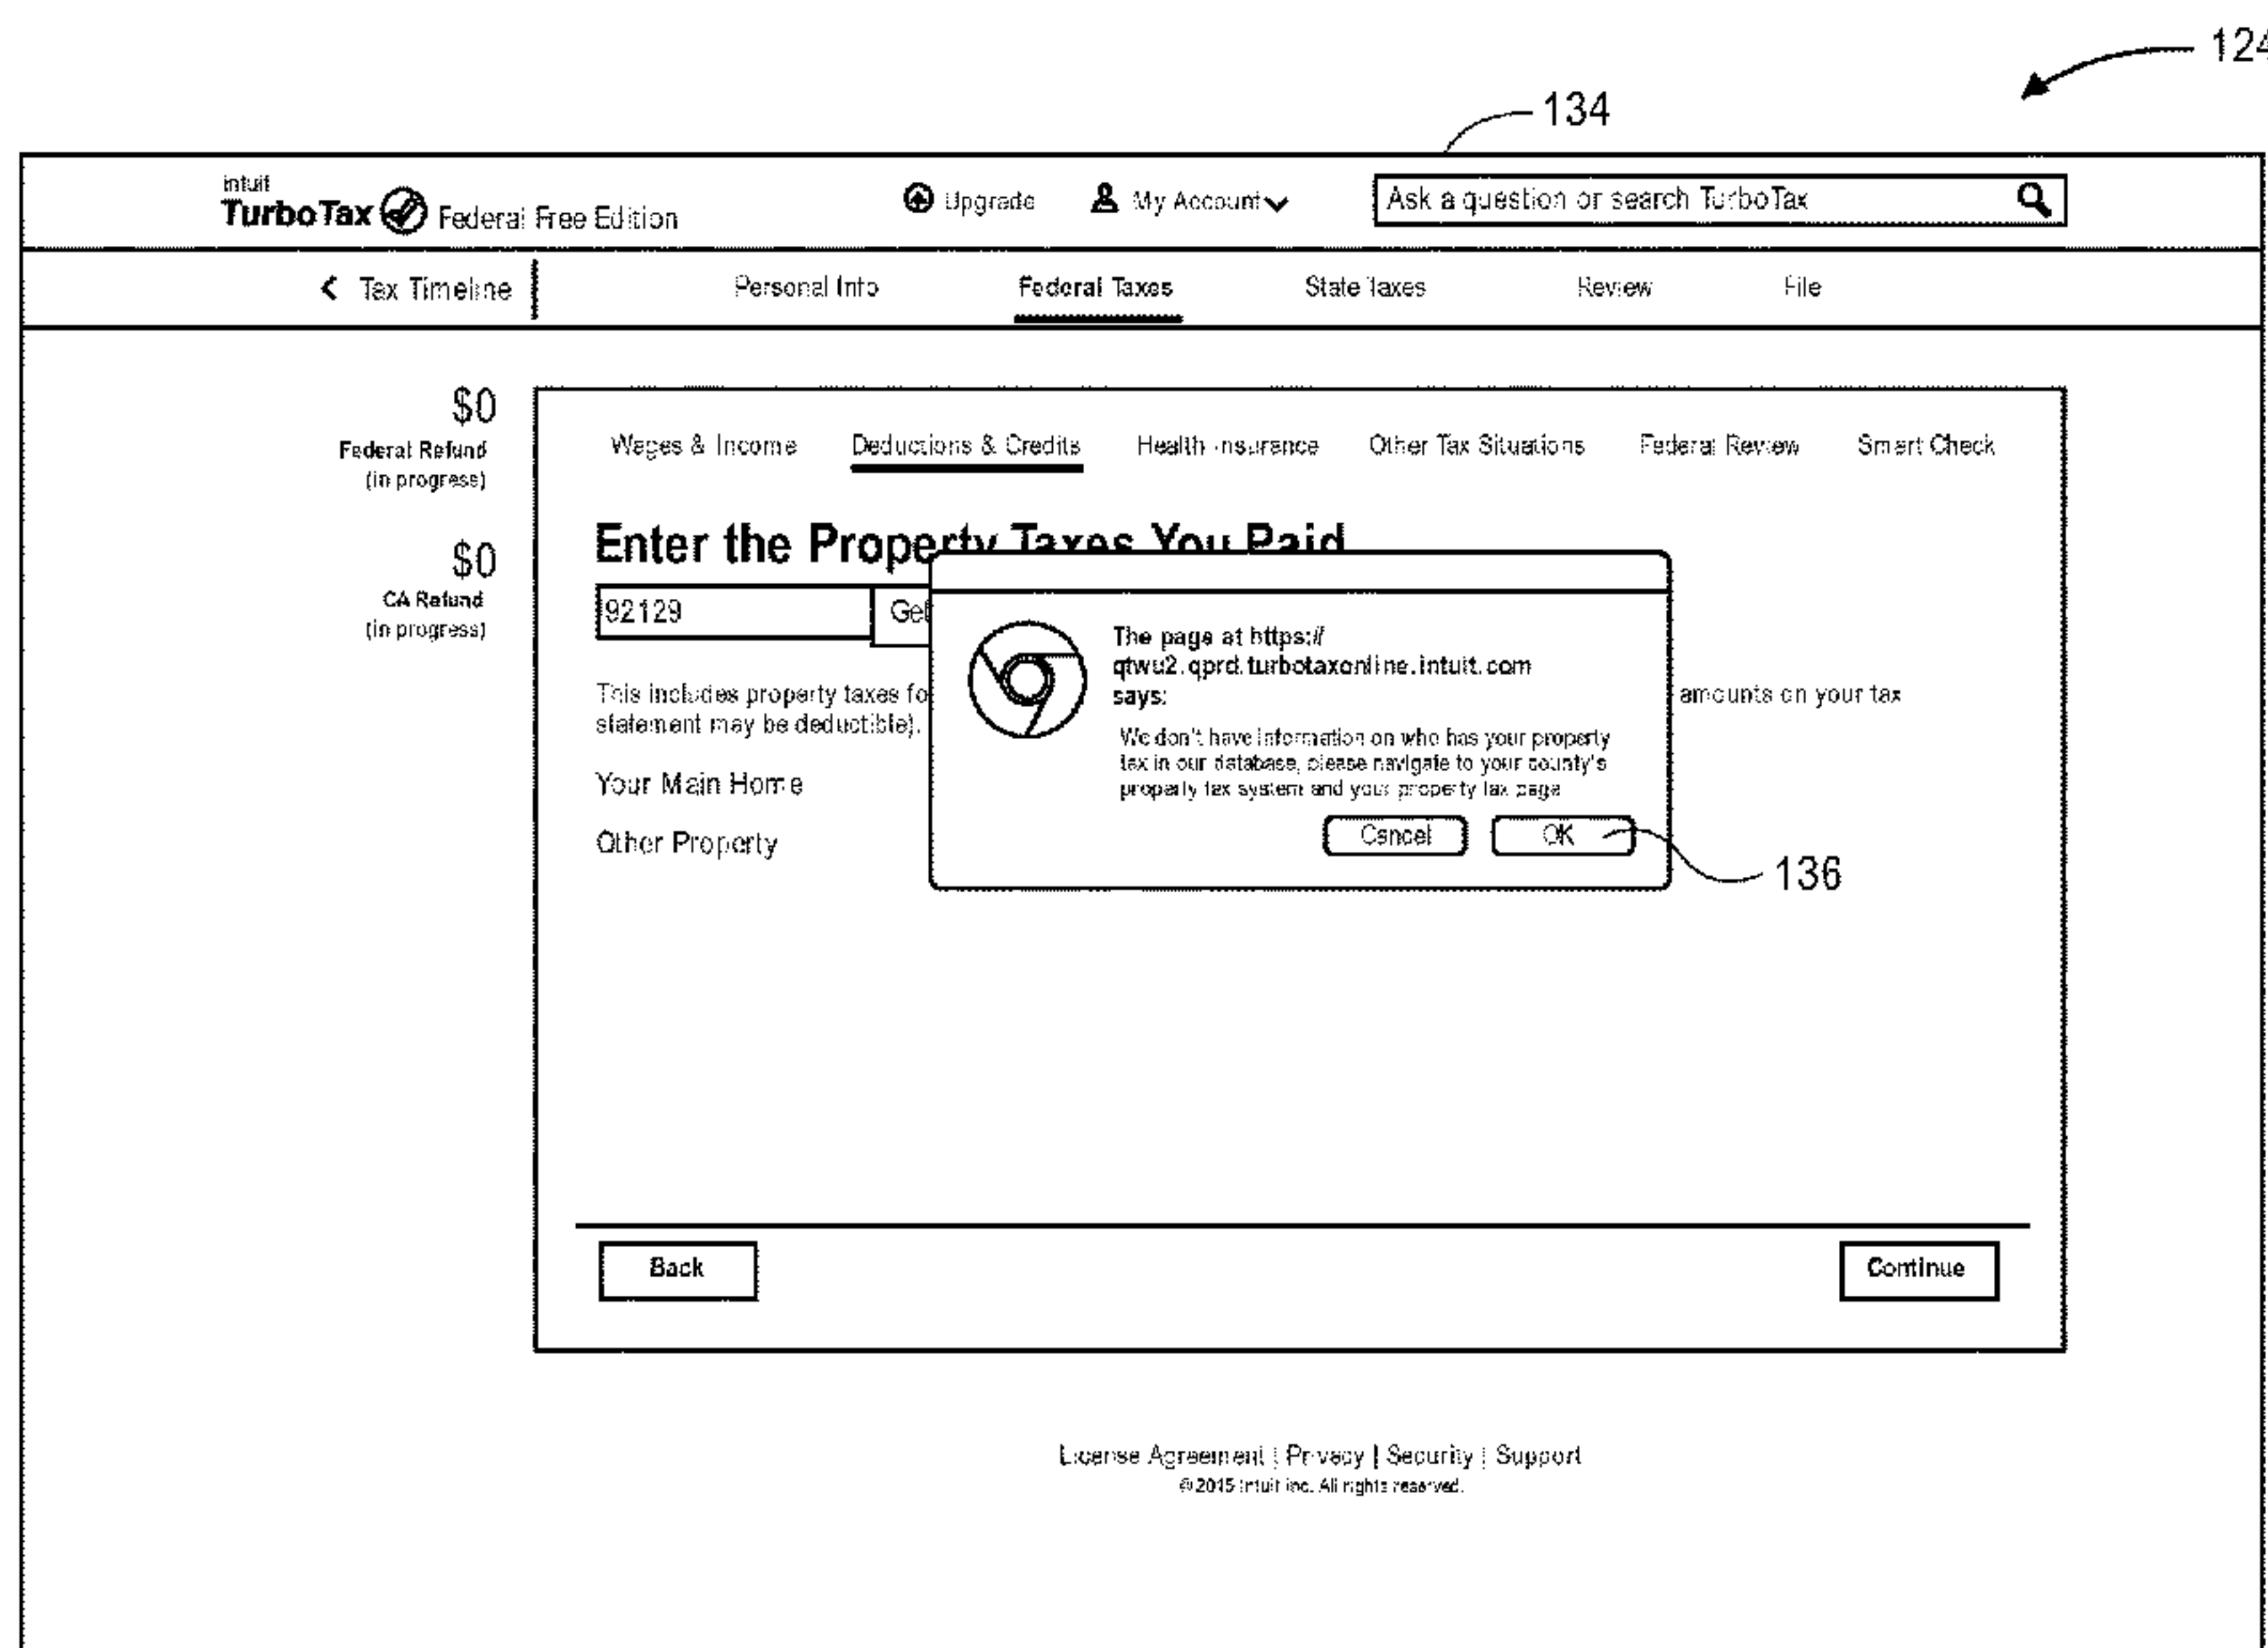 124
134
intuit
TurboTax Federal Free Edition
Upgrade
My Account
Ask a question or search TurboTax
Tax Timeline
Personal Info
Federal Taxes
State Taxes
Review
File
$0
Federal Refund
(in progress)
$0
CA Refund
(in progress)
Wages & Income
Deductions & Credits
Health Insurance
Other Tax Situations
Federal Review
Smart Check
Enter the Property Taxes You Paid
92129
Get
This includes property taxes fo
amounts on your tax
statement may be deductible).
Your Main Home
Other Property
The page at https://
qtwu2.qprd.turbotaxonline.intuit.com
says:
We don't have information on who has your property
tax in our database, please navigate to your county's
property tax system and your property tax page
Cancel
OK
136
Back
Continue
License Agreement | Privacy | Security | Support
© 2015 Intuit Inc. All rights reserved.